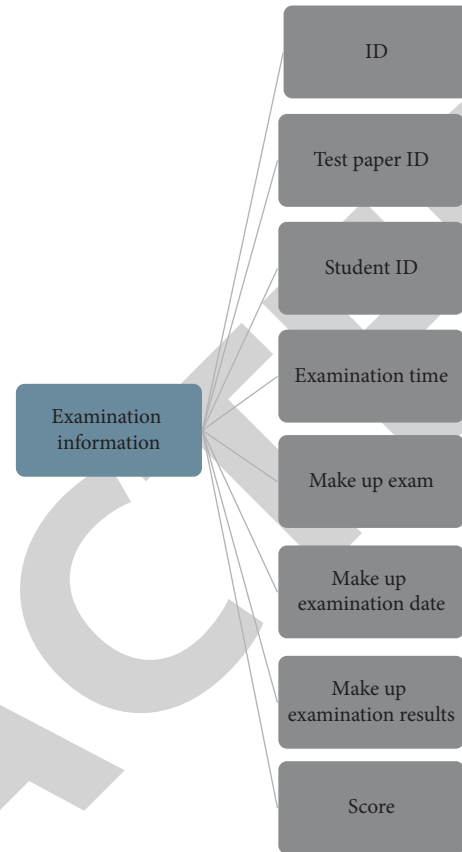 ID
Test paper ID
Student ID
Examination time
Examination
information
Make up exam
Make up
examination date
Make up
examination results
Score